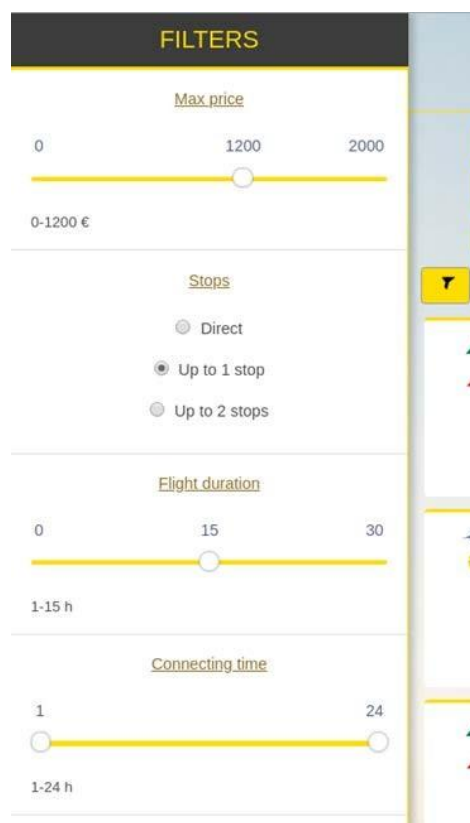 FILTERS
Max price
0 1200 2000
0-1200 €
Stops
Direct
Up to 1 stop
Up to 2 stops
Flight duration
0 15 30
1-15 h
Connecting time
1 24
1-24 h